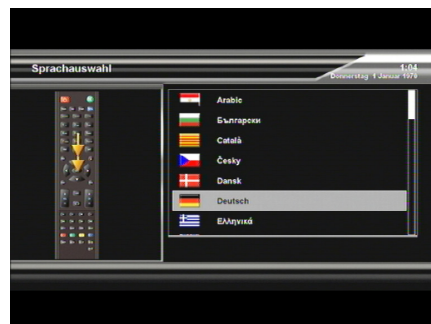 Sprachauswahl
1:04
Donnerstag 1 Januar 1970
Arabic
Български
Català
Česky
Dansk
Deutsch
Ελληνικά